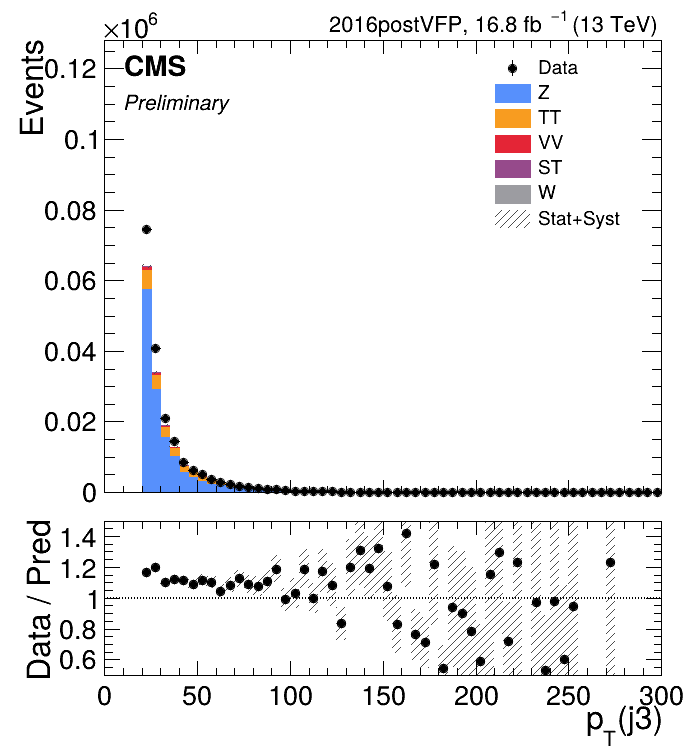 ×10⁶
2016postVFP, 16.8 fb ⁻¹ (13 TeV)
Events
CMS
Preliminary
Data
Z
TT
VV
ST
W
Stat+Syst
0.12
0.1
0.08
0.06
0.04
0.02
0
Data / Pred
1.4
1.2
1
0.8
0.6
0 50 100 150 200 250 300
p_T(j3)